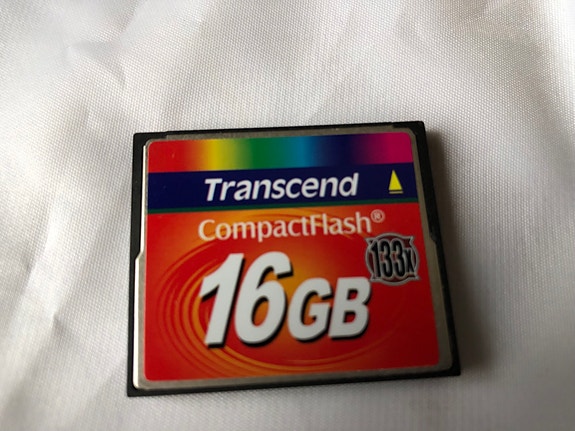 Transcend
CompactFlash®
133x
16GB